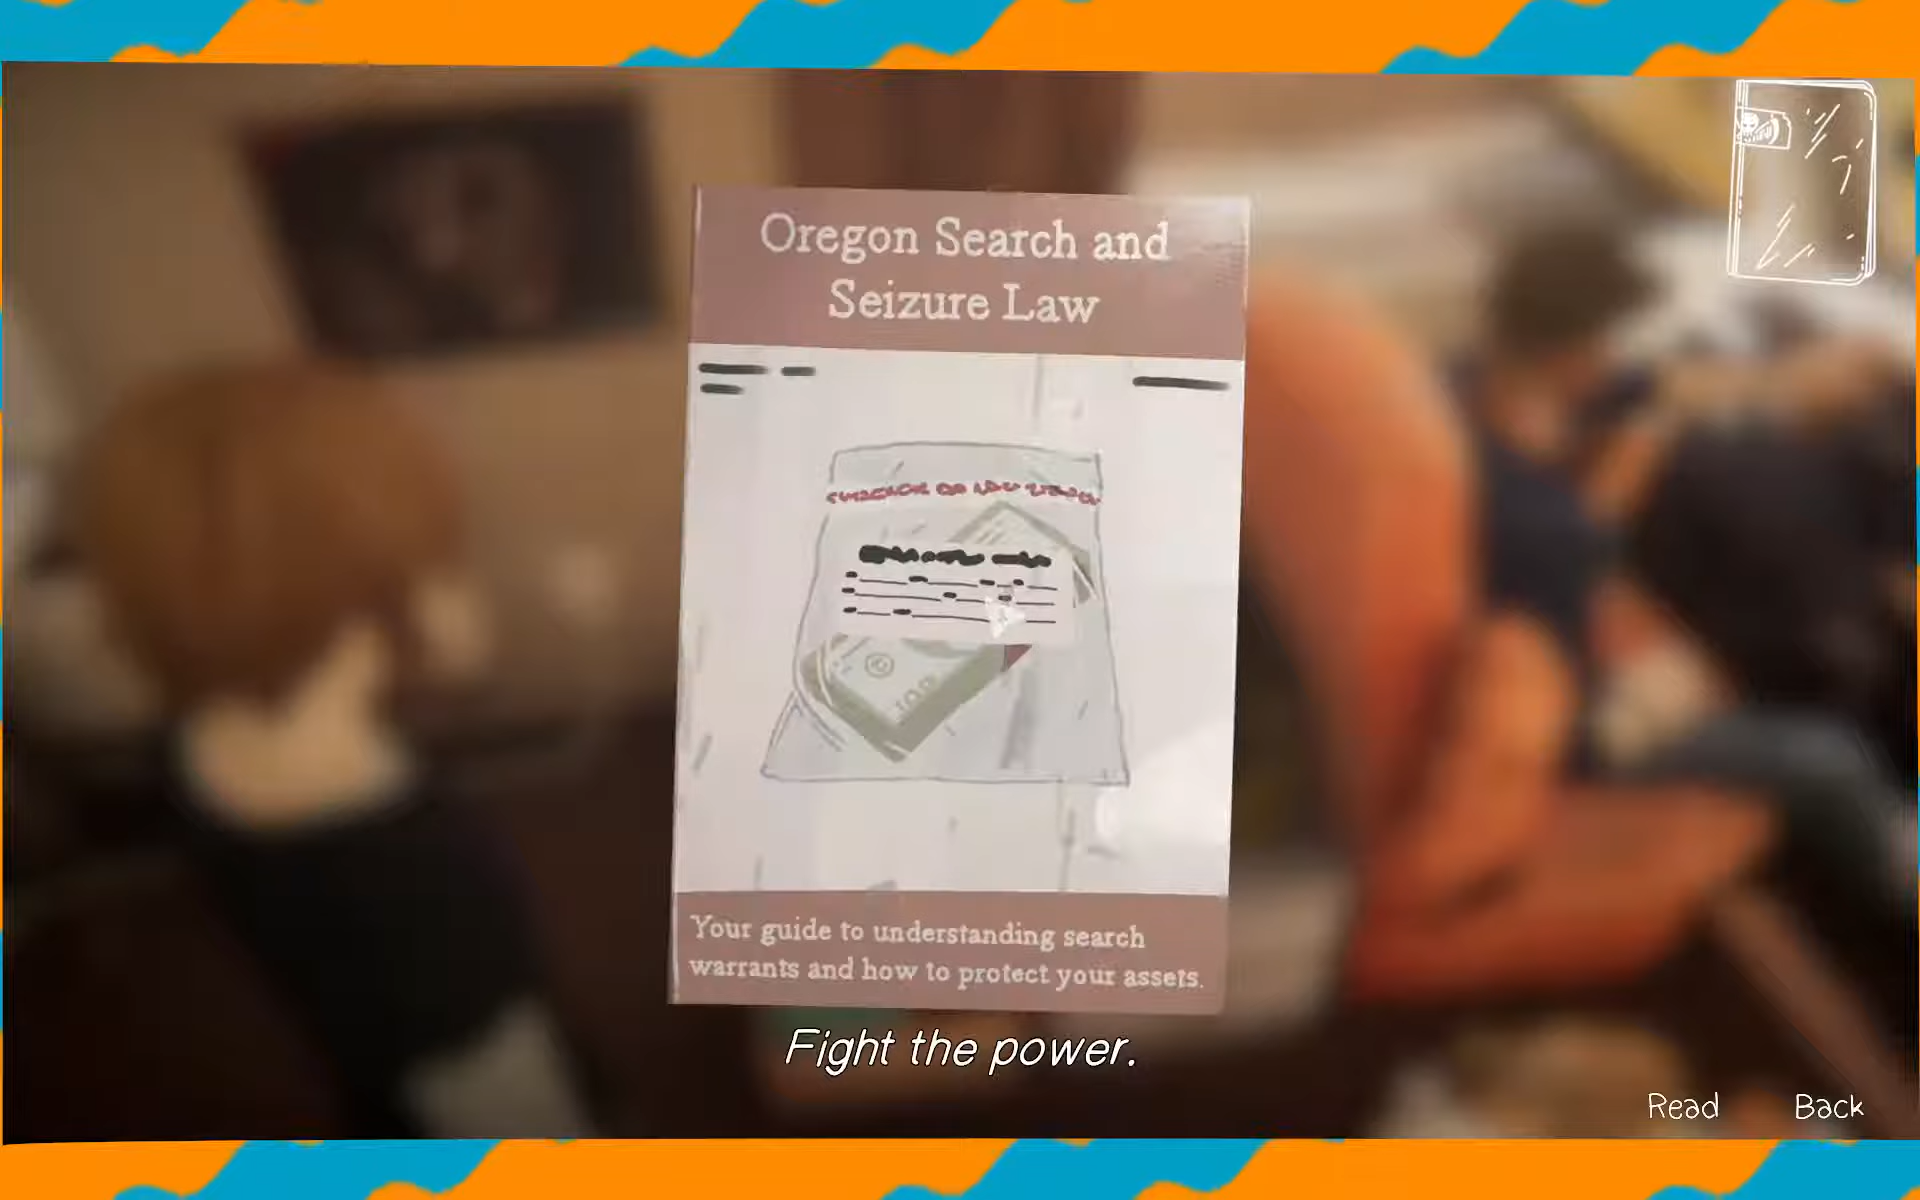 Oregon Search and
Seizure Law
Your guide to understanding search
warrants and how to protect your assets.
Fight the power.
Read
Back